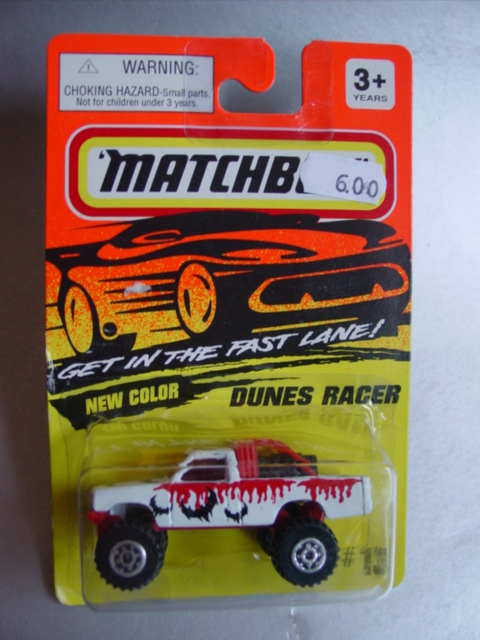 WARNING:
CHOKING HAZARD-Small parts.
Not for children under 3 years.
3+
YEARS
MATCHB
6.00
GET IN THE FAST LANE!
NEW COLOR
DUNES RACER
# 13